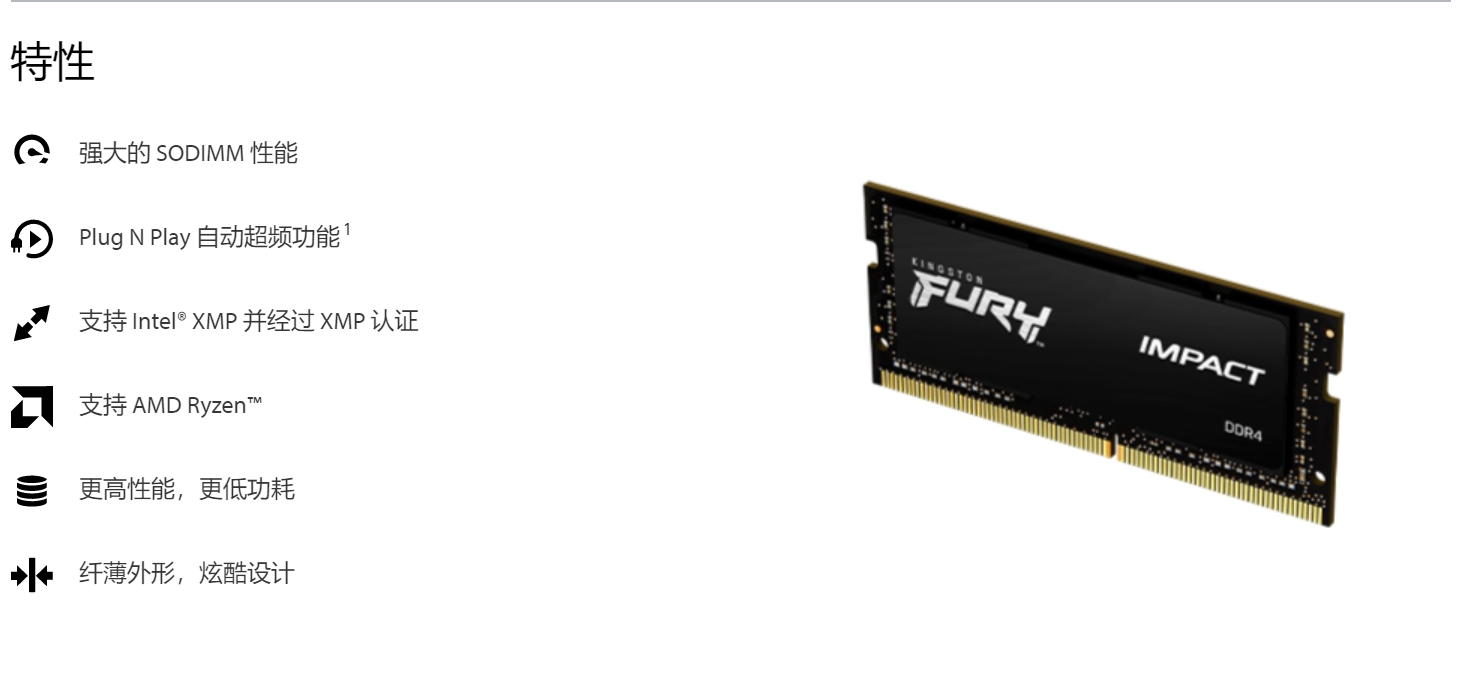 特性
强大的 SODIMM 性能
Plug N Play 自动超频功能1
支持 Intel® XMP 并经过 XMP 认证
支持 AMD Ryzen™
更高性能，更低功耗
纤薄外形，炫酷设计
KINGSTON
FURY™
IMPACT
DDR4